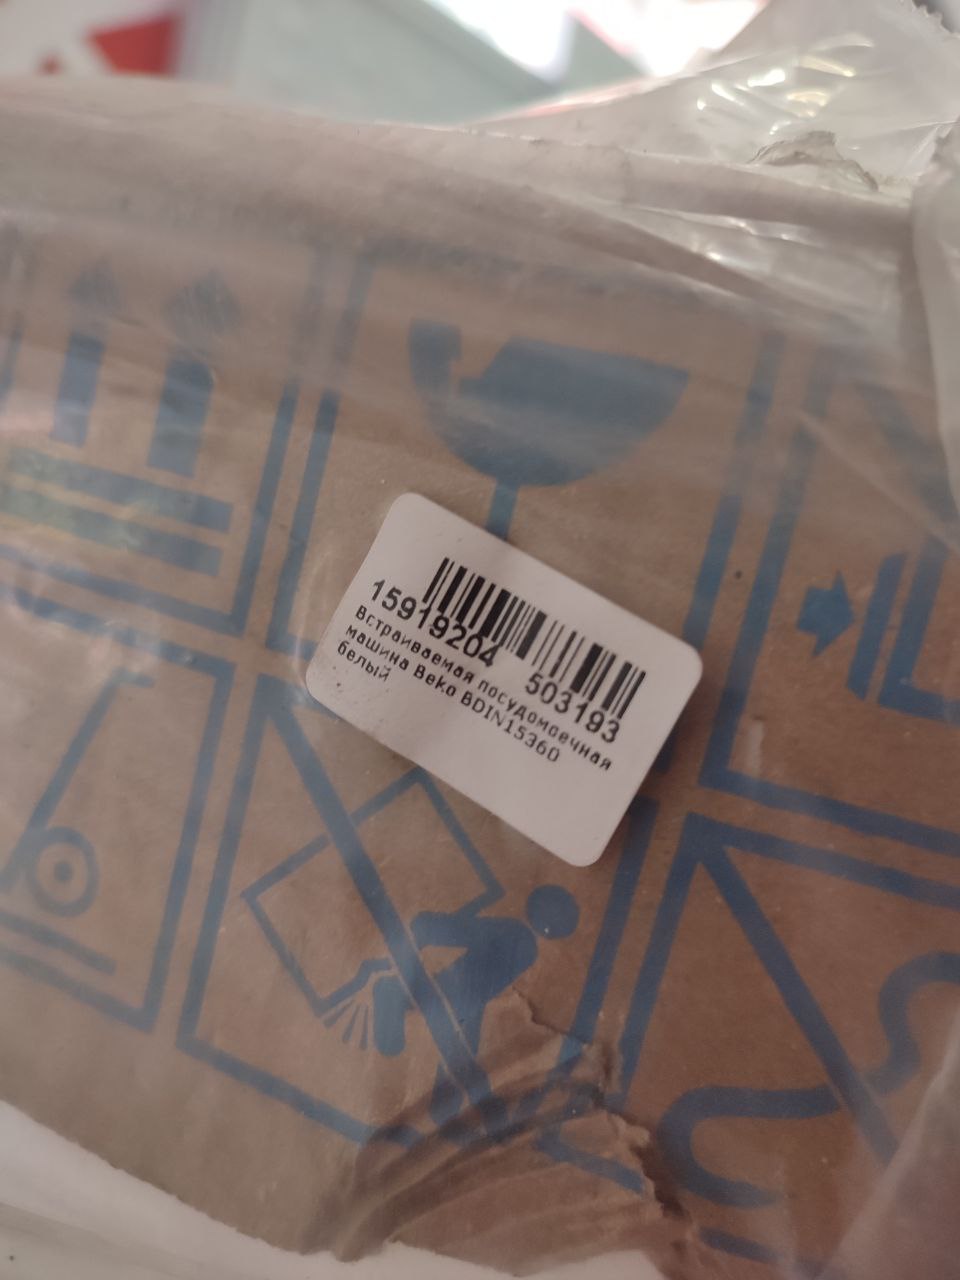 15919204
503193
Встраиваемая посудомоечная
машина Beko BDIN15360
белый